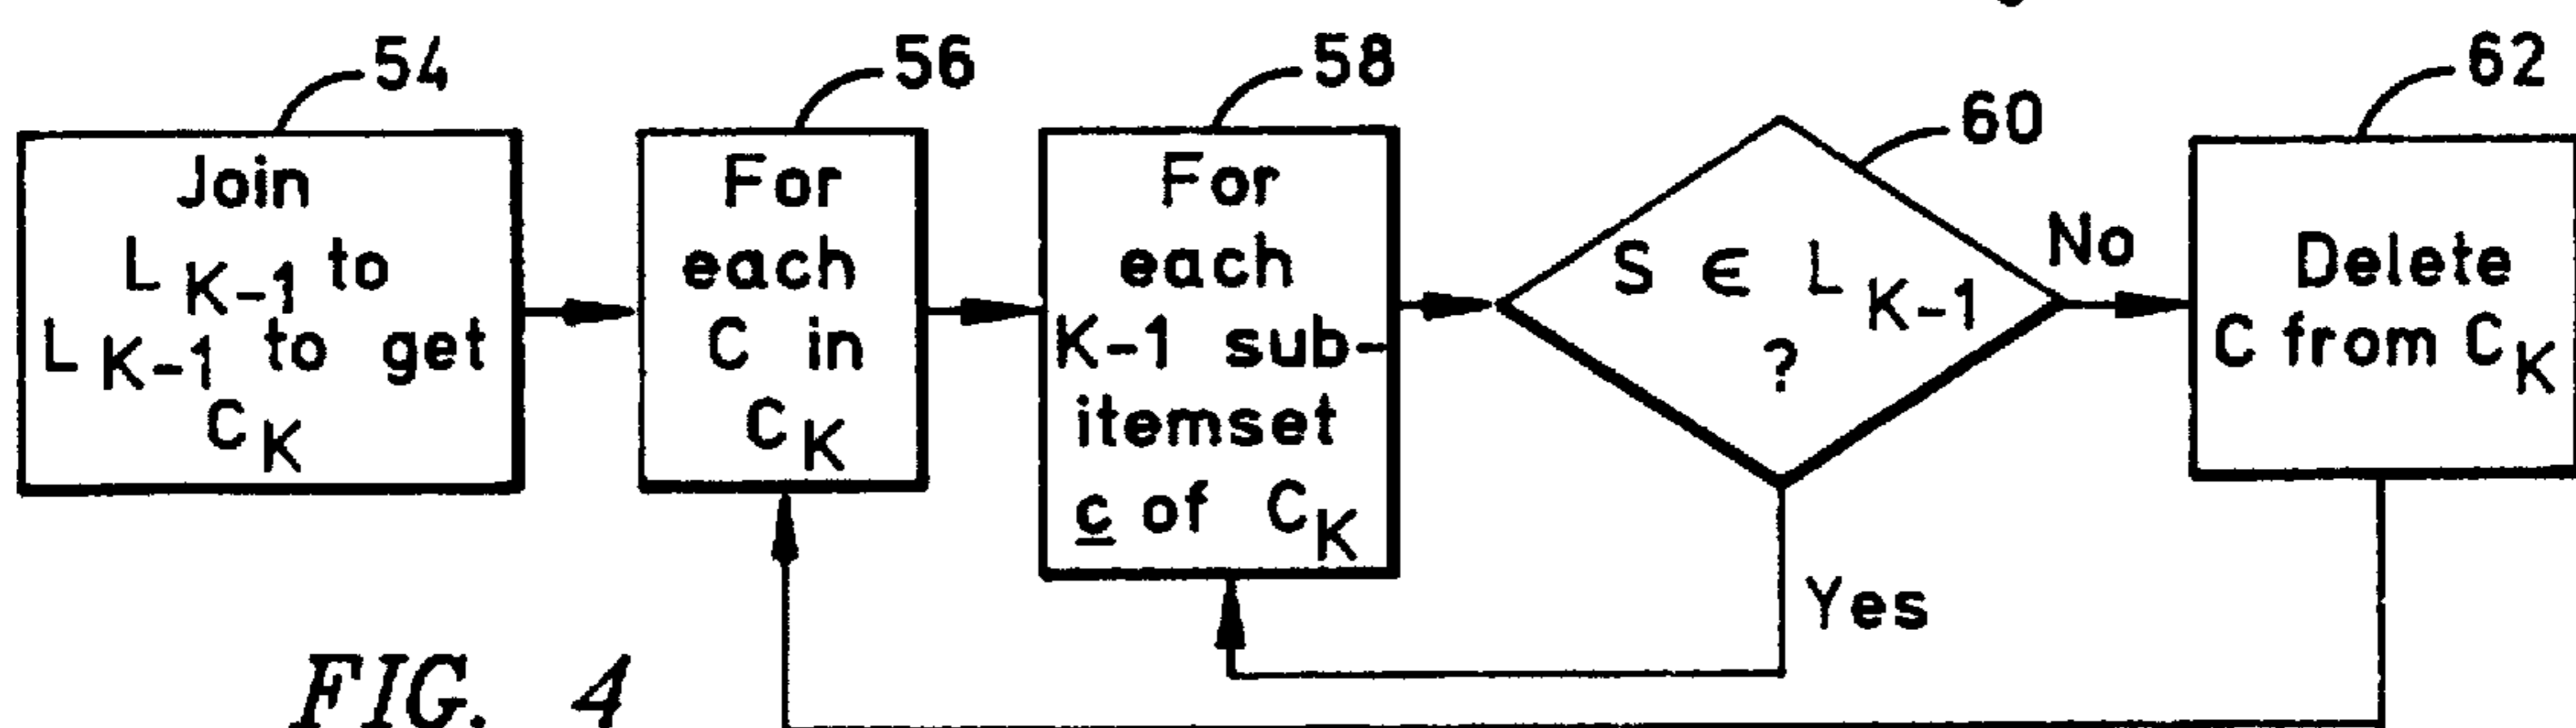 54
Join
L K-1 to
L K-1 to get
C K
56
For
each
C in
C K
58
For
each
K-1 sub-
itemset
c of C K
60
S ∈ L K-1
?
No
Yes
62
Delete
C from C K
FIG. 4